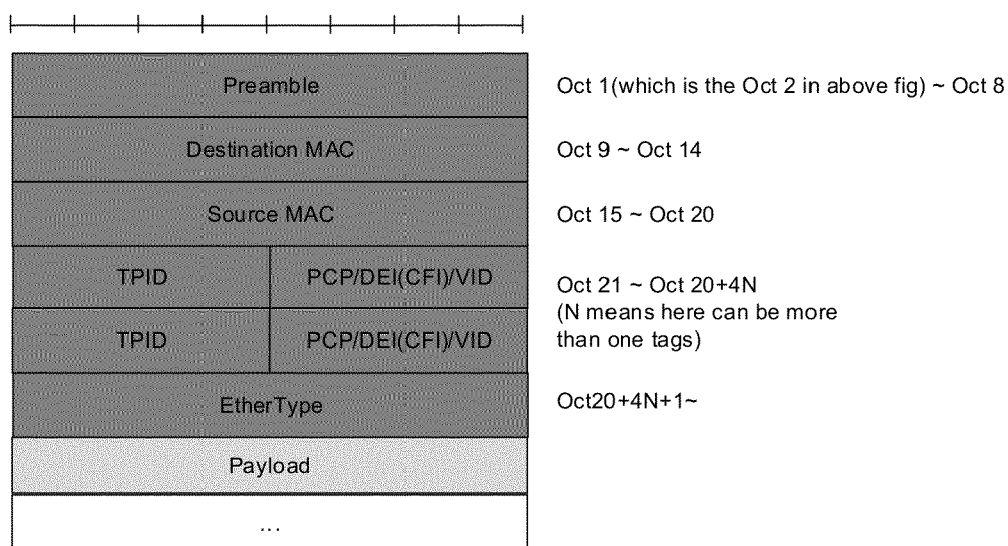 Preamble
Oct 1(which is the Oct 2 in above fig) ~ Oct 8
Destination MAC
Oct 9 ~ Oct 14
Source MAC
Oct 15 ~ Oct 20
TPID
PCP/DEI(CFI)/VID
TPID
PCP/DEI(CFI)/VID
Oct 21 ~ Oct 20+4N
(N means here can be more
than one tags)
EtherType
Oct20+4N+1~
Payload
...